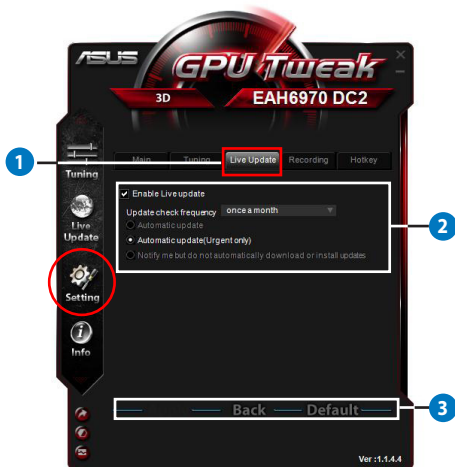 ASUS
GPU Tweak
3D
EAH6970 DC2
1
Main Tuning Live Update Recording Hotkey
Tuning
Enable Live update
Update check frequency once a month
Automatic update
Automatic update(Urgent only)
Notify me but do not automatically download or install updates
2
Live
Update
Setting
Info
Back Default
3
Ver :1.1.4.4